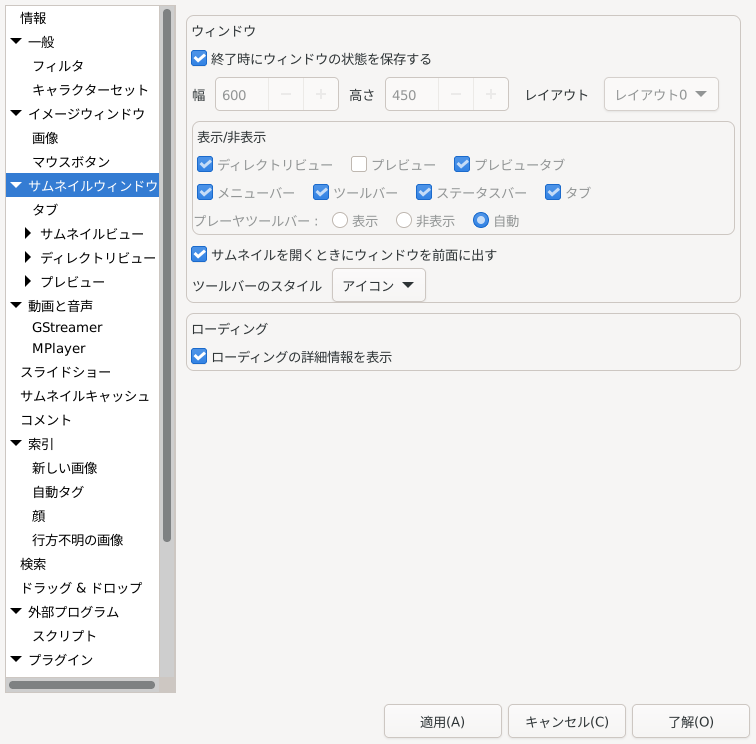 情報
一般
フィルタ
キャラクターセット
イメージウィンドウ
画像
マウスボタン
サムネイルウィンドウ
タブ
サムネイルビュー
ディレクトリビュー
プレビュー
動画と音声
GStreamer
MPlayer
スライドショー
サムネイルキャッシュ
コメント
索引
新しい画像
自動タグ
顔
行方不明の画像
検索
ドラッグ & ドロップ
外部プログラム
スクリプト
プラグイン
ウィンドウ
終了時にウィンドウの状態を保存する
幅 600 − + 高さ 450 − + レイアウト レイアウト0
表示/非表示
ディレクトリビュー プレビュー プレビュータブ
メニューバー ツールバー ステータスバー タブ
プレーヤツールバー : 表示 非表示 自動
サムネイルを開くときにウィンドウを前面に出す
ツールバーのスタイル アイコン
ローディング
ローディングの詳細情報を表示
適用(A) キャンセル(C) 了解(O)